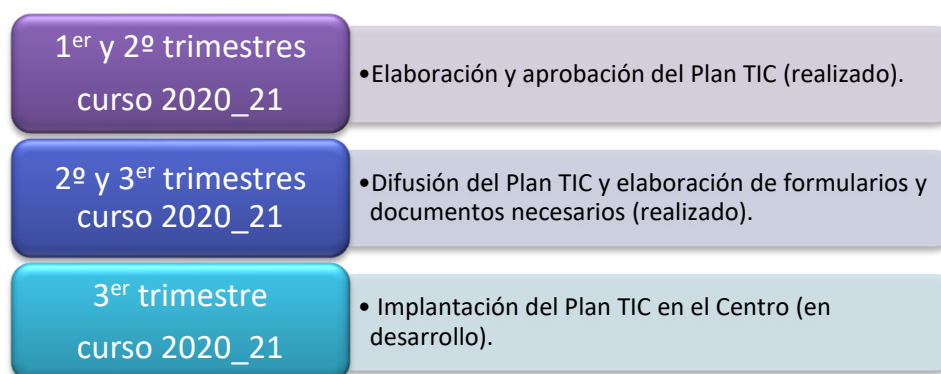 1er y 2º trimestres
curso 2020_21
•Elaboración y aprobación del Plan TIC (realizado).
2º y 3er trimestres
curso 2020_21
•Difusión del Plan TIC y elaboración de formularios y
documentos necesarios (realizado).
3er trimestre
curso 2020_21
• Implantación del Plan TIC en el Centro (en
desarrollo).